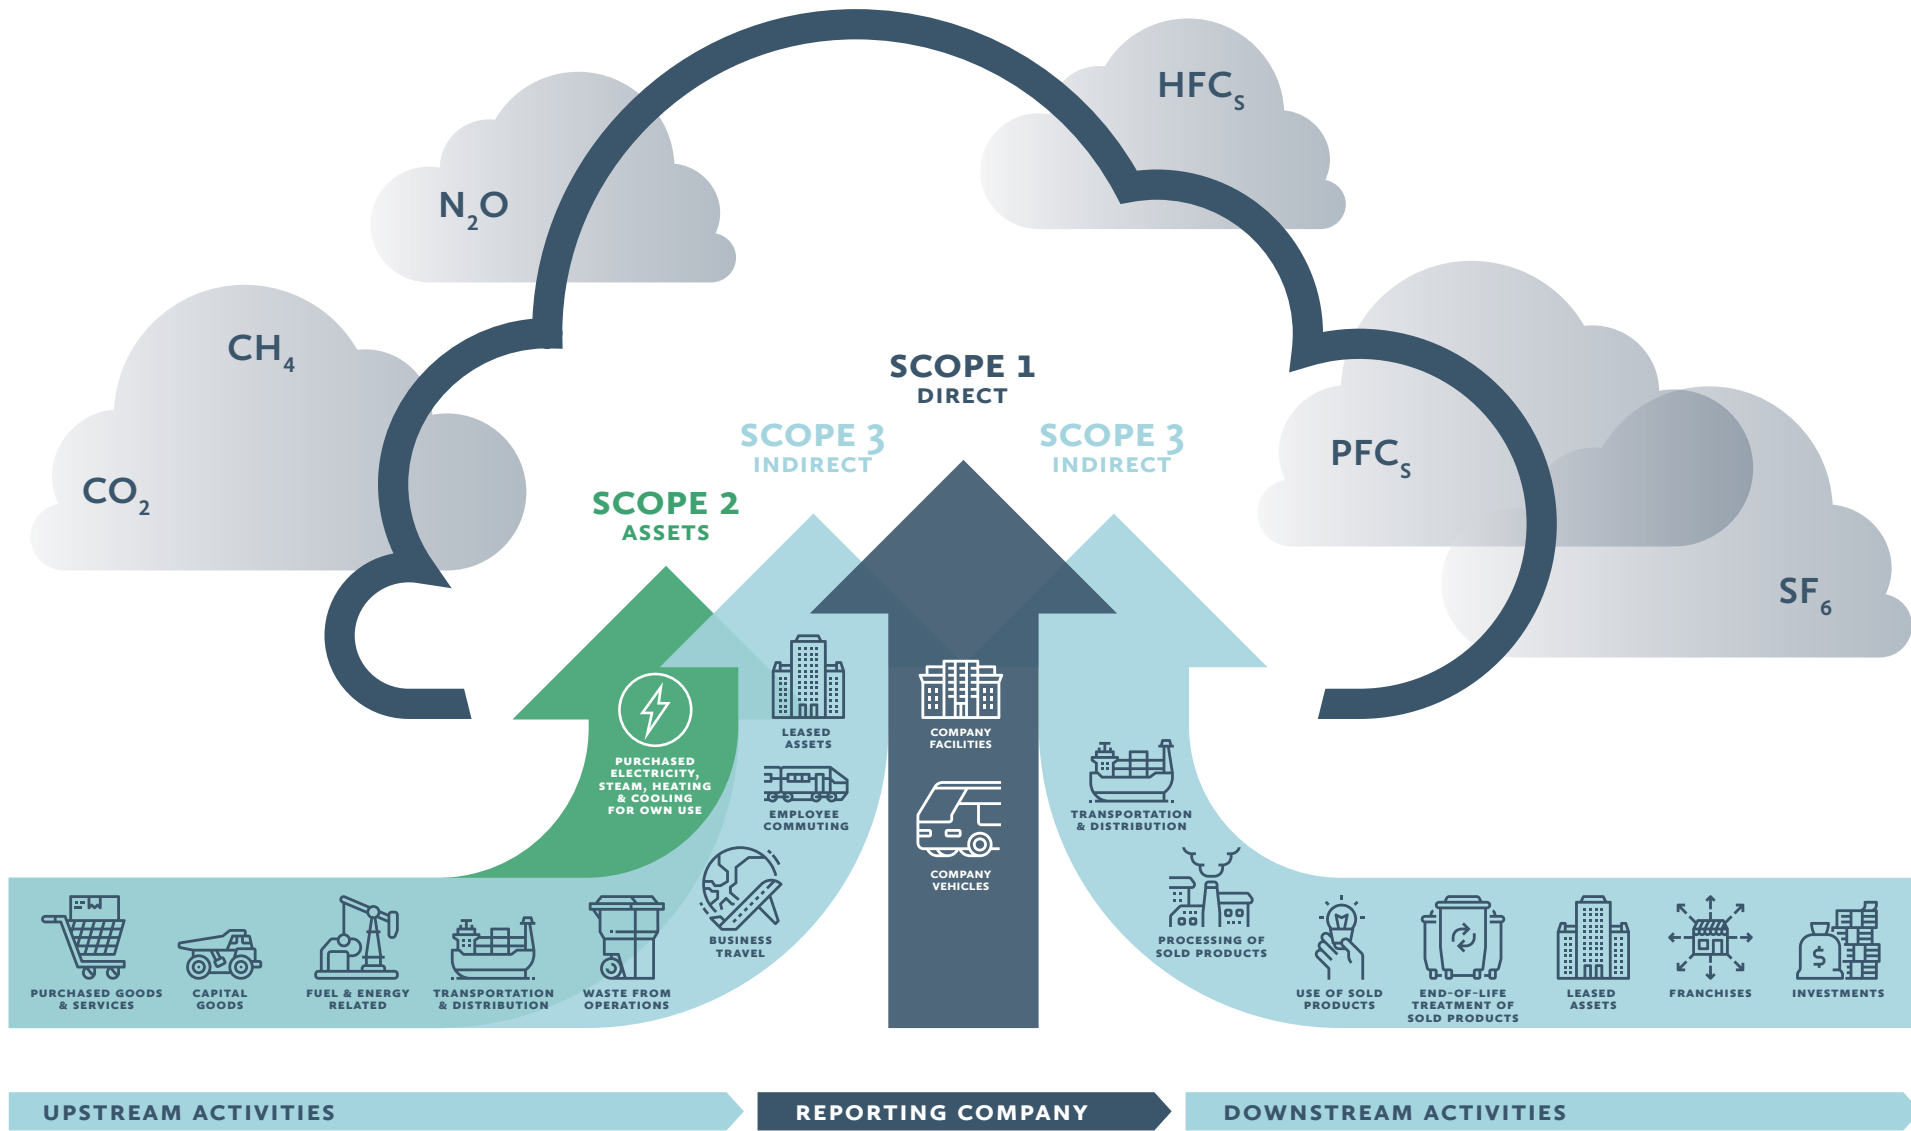 HFCs
N₂O
CH₄
SCOPE 1
DIRECT
SCOPE 3
INDIRECT
SCOPE 3
INDIRECT
PFCs
CO₂
SCOPE 2
ASSETS
SF₆
PURCHASED
ELECTRICITY,
STEAM, HEATING
& COOLING
FOR OWN USE
LEASED
ASSETS
EMPLOYEE
COMMUTING
BUSINESS
TRAVEL
COMPANY
FACILITIES
COMPANY
VEHICLES
TRANSPORTATION
& DISTRIBUTION
PROCESSING OF
SOLD PRODUCTS
PURCHASED GOODS
& SERVICES
CAPITAL
GOODS
FUEL & ENERGY
RELATED
TRANSPORTATION
& DISTRIBUTION
WASTE FROM
OPERATIONS
USE OF SOLD
PRODUCTS
END-OF-LIFE
TREATMENT OF
SOLD PRODUCTS
LEASED
ASSETS
FRANCHISES
$
INVESTMENTS
UPSTREAM ACTIVITIES
REPORTING COMPANY
DOWNSTREAM ACTIVITIES